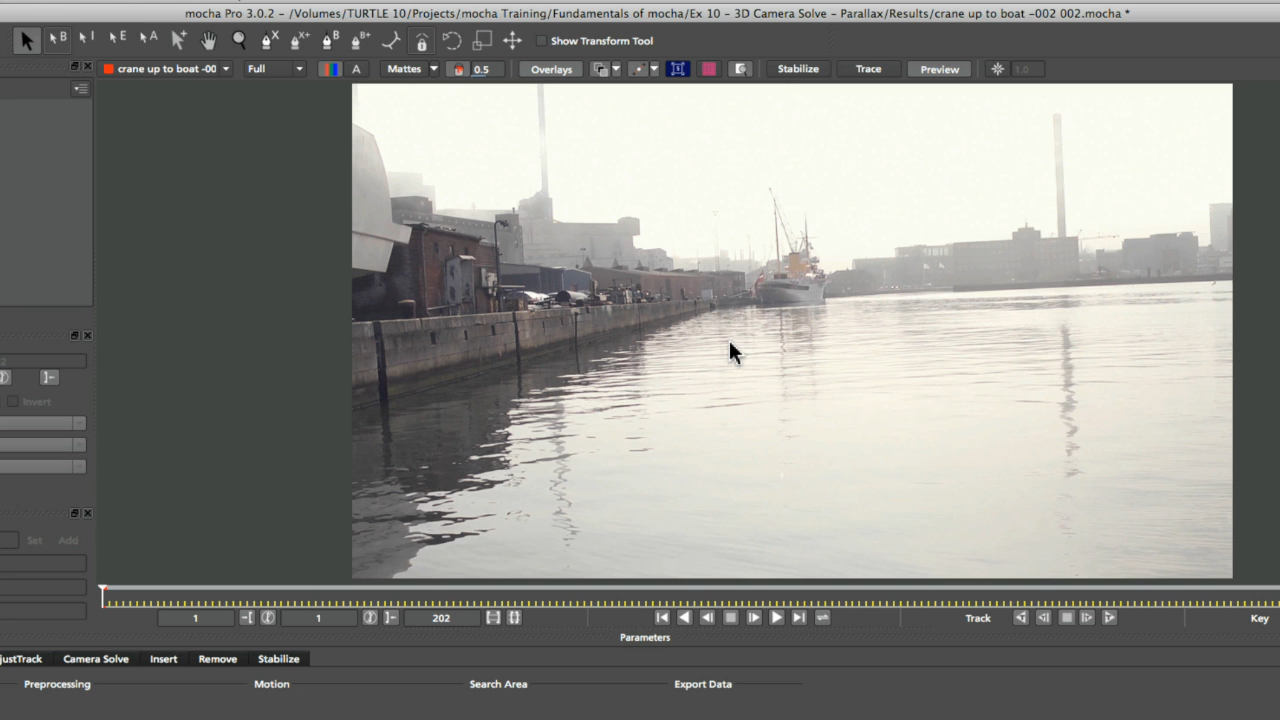 mocha Pro 3.0.2 - /Volumes/TURTLE 10/Projects/mocha Training/Fundamentals of mocha/Ex 10 - 3D Camera Solve - Parallax/Results/crane up to boat -002 002.mocha *
B I E A X X+ B B+ Show Transform Tool
crane up to boat -00 Full A Mattes 0.5 Overlays Stabilize Trace Preview 1.0
Invert
Set Add
1 1 202 Track Key
Parameters
justTrack Camera Solve Insert Remove Stabilize
Preprocessing Motion Search Area Export Data